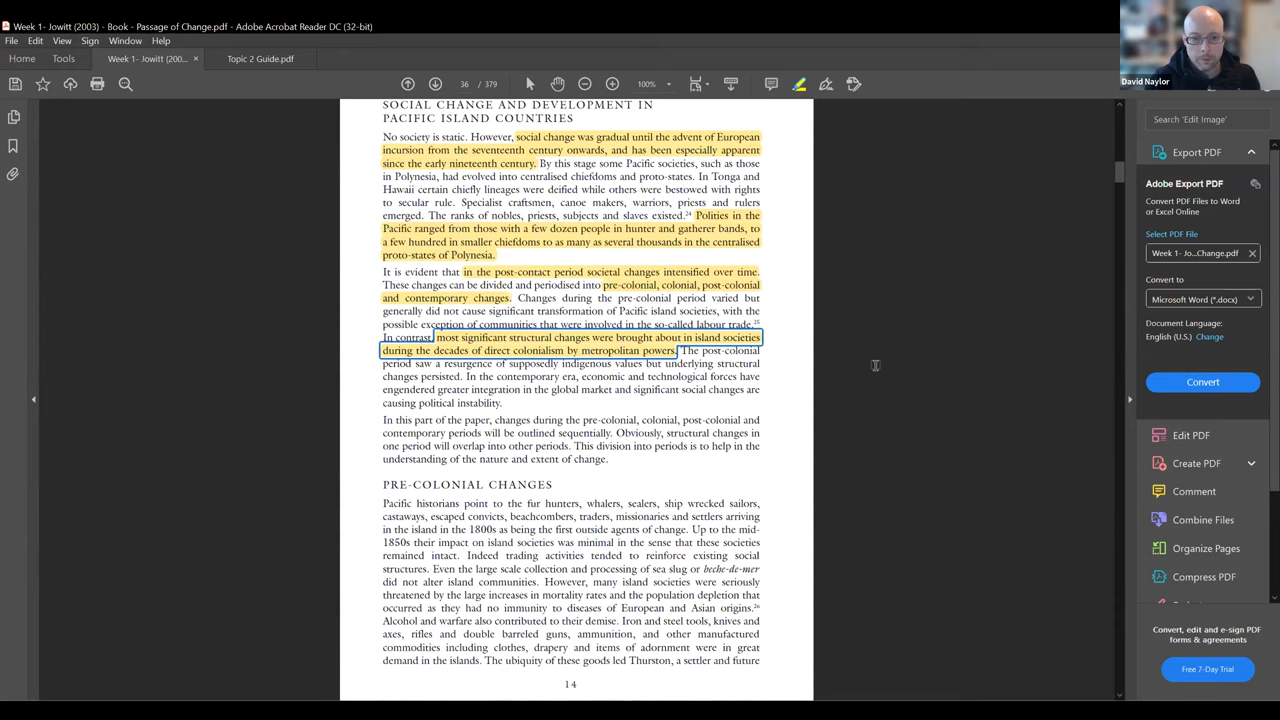 Week 1- Jowitt (2003) - Book - Passage of Change.pdf - Adobe Acrobat Reader DC (32-bit)
File Edit View Sign Window Help
Home Tools Week 1- Jowitt (200... × Topic 2 Guide.pdf
36 / 379 100%
David Naylor
SOCIAL CHANGE AND DEVELOPMENT IN
PACIFIC ISLAND COUNTRIES
No society is static. However, social change was gradual until the advent of European
incursion from the seventeenth century onwards, and has been especially apparent
since the early nineteenth century. By this stage some Pacific societies, such as those
in Polynesia, had evolved into centralised chiefdoms and proto-states. In Tonga and
Hawaii certain chiefly lineages were deified while others were bestowed with rights
to secular rule. Specialist craftsmen, canoe makers, warriors, priests and rulers
emerged. The ranks of nobles, priests, subjects and slaves existed.24 Polities in the
Pacific ranged from those with a few dozen people in hunter and gatherer bands, to
a few hundred in smaller chiefdoms to as many as several thousands in the centralised
proto-states of Polynesia.
It is evident that in the post-contact period societal changes intensified over time.
These changes can be divided and periodised into pre-colonial, colonial, post-colonial
and contemporary changes. Changes during the pre-colonial period varied but
generally did not cause significant transformation of Pacific island societies, with the
possible exception of communities that were involved in the so-called labour trade.25
In contrast, most significant structural changes were brought about in island societies
during the decades of direct colonialism by metropolitan powers. The post-colonial
period saw a resurgence of supposedly indigenous values but underlying structural
changes persisted. In the contemporary era, economic and technological forces have
engendered greater integration in the global market and significant social changes are
causing political instability.
In this part of the paper, changes during the pre-colonial, colonial, post-colonial and
contemporary periods will be outlined sequentially. Obviously, structural changes in
one period will overlap into other periods. This division into periods is to help in the
understanding of the nature and extent of change.
PRE-COLONIAL CHANGES
Pacific historians point to the fur hunters, whalers, sealers, ship wrecked sailors,
castaways, escaped convicts, beachcombers, traders, missionaries and settlers arriving
in the island in the 1800s as being the first outside agents of change. Up to the mid-
1850s their impact on island societies was minimal in the sense that these societies
remained intact. Indeed trading activities tended to reinforce existing social
structures. Even the large scale collection and processing of sea slug or beche-de-mer
did not alter island communities. However, many island societies were seriously
threatened by the large increases in mortality rates and the population depletion that
occurred as they had no immunity to diseases of European and Asian origins.26
Alcohol and warfare also contributed to their demise. Iron and steel tools, knives and
axes, rifles and double barreled guns, ammunition, and other manufactured
commodities including clothes, drapery and items of adornment were in great
demand in the islands. The ubiquity of these goods led Thurston, a settler and future
14
Search 'Edit Image'
Export PDF
Adobe Export PDF
Convert PDF Files to Word
or Excel Online
Select PDF File
Week 1- Jo...Change.pdf ×
Convert to
Microsoft Word (*.docx)
Document Language:
English (U.S.) Change
Convert
Edit PDF
Create PDF
Comment
Combine Files
Organize Pages
Compress PDF
Convert, edit and e-sign PDF
forms & agreements
Free 7-Day Trial